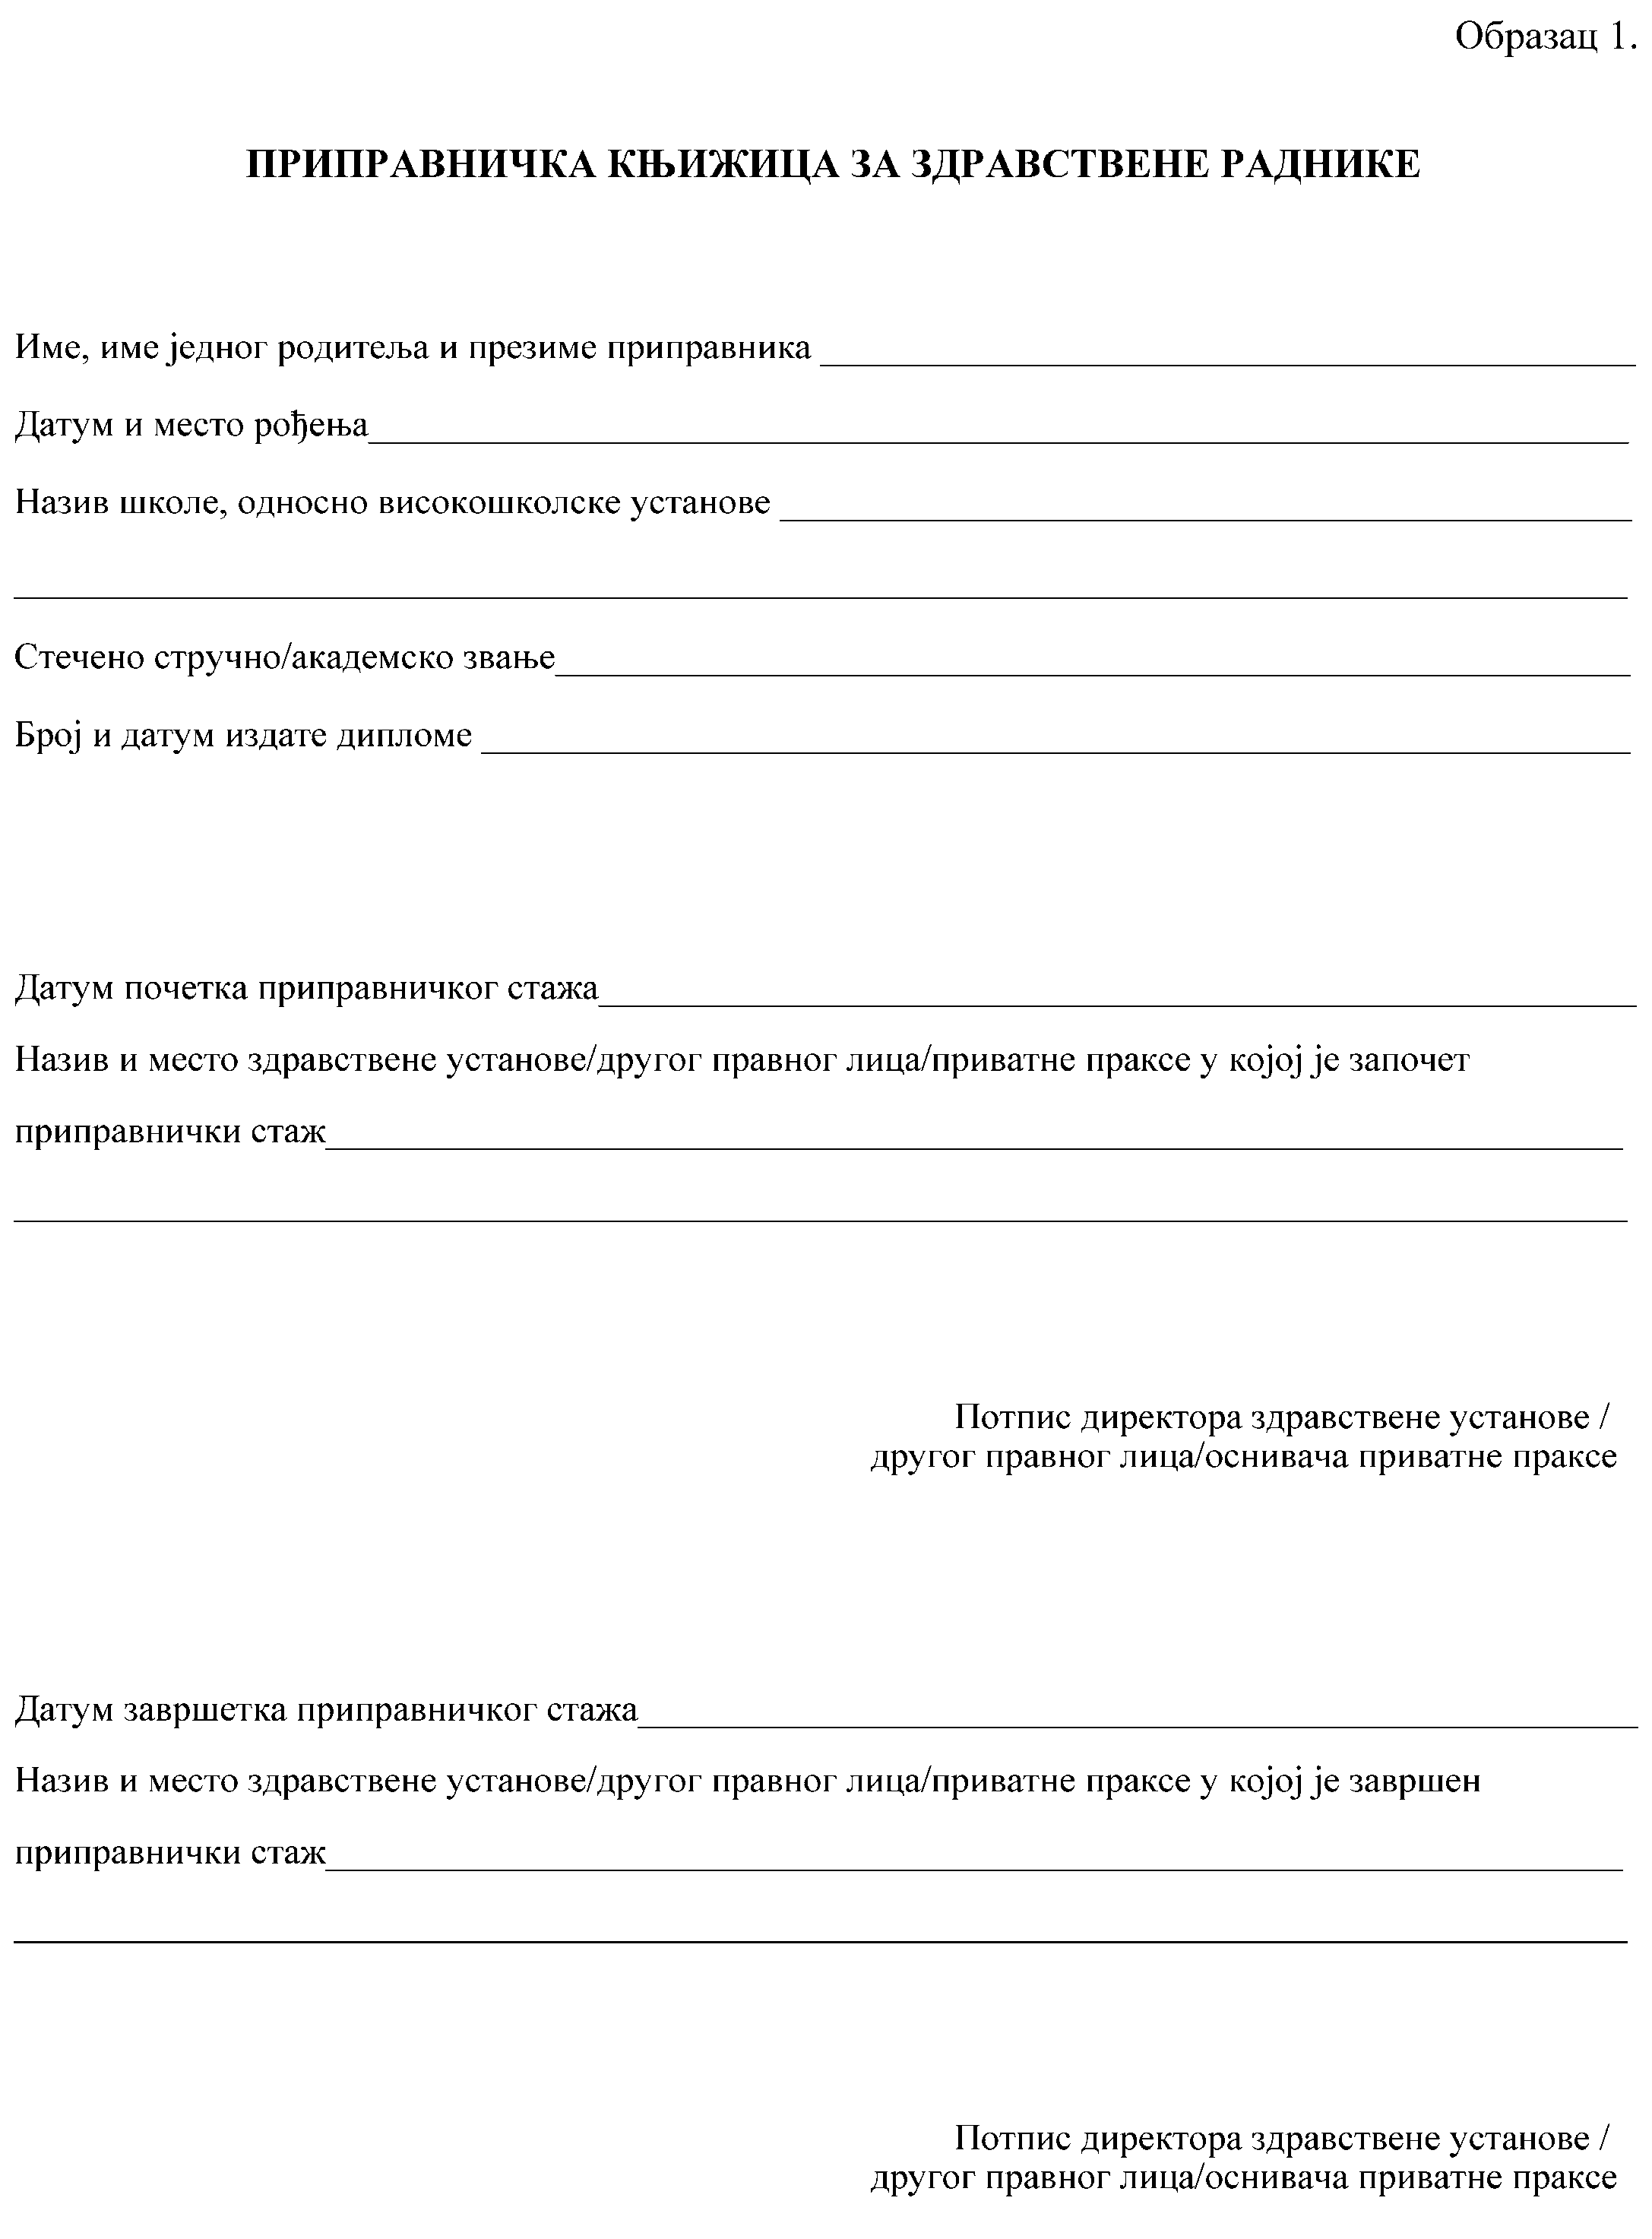 Образац 1.
ПРИПРАВНИЧКА КЊИЖИЦА ЗА ЗДРАВСТВЕНЕ РАДНИКЕ
Име, име једног родитеља и презиме приправника
Датум и место рођења
Назив школе, односно високошколске установе
Стечено стручно/академско звање
Број и датум издате дипломе
Датум почетка приправничког стажа
Назив и место здравствене установе/другог правног лица/приватне праксе у којој је започет
приправнички стаж
Потпис директора здравствене установе /
другог правног лица/оснивача приватне праксе
Датум завршетка приправничког стажа
Назив и место здравствене установе/другог правног лица/приватне праксе у којој је завршен
приправнички стаж
Потпис директора здравствене установе /
другог правног лица/оснивача приватне праксе